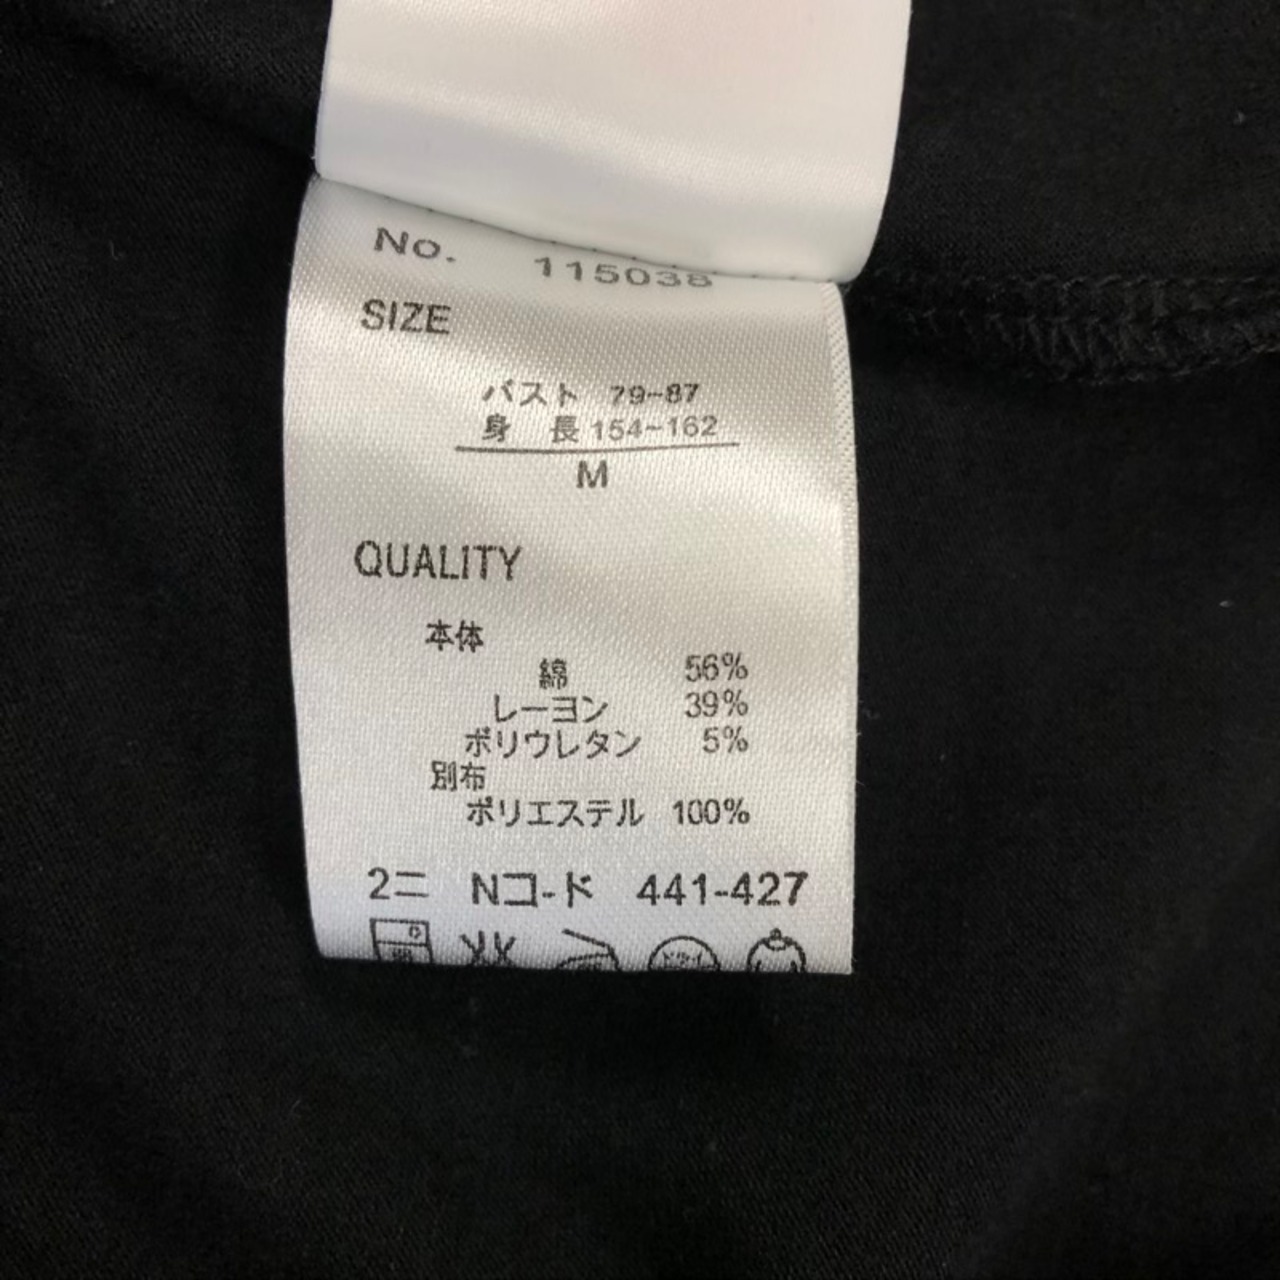 No. 115038
SIZE
バスト 79-87
身 長 154~162
M
QUALITY
本体
綿 56%
レーヨン 39%
ポリウレタン 5%
別布
ポリエステル 100%
2ニ Nコ-ド 441-427